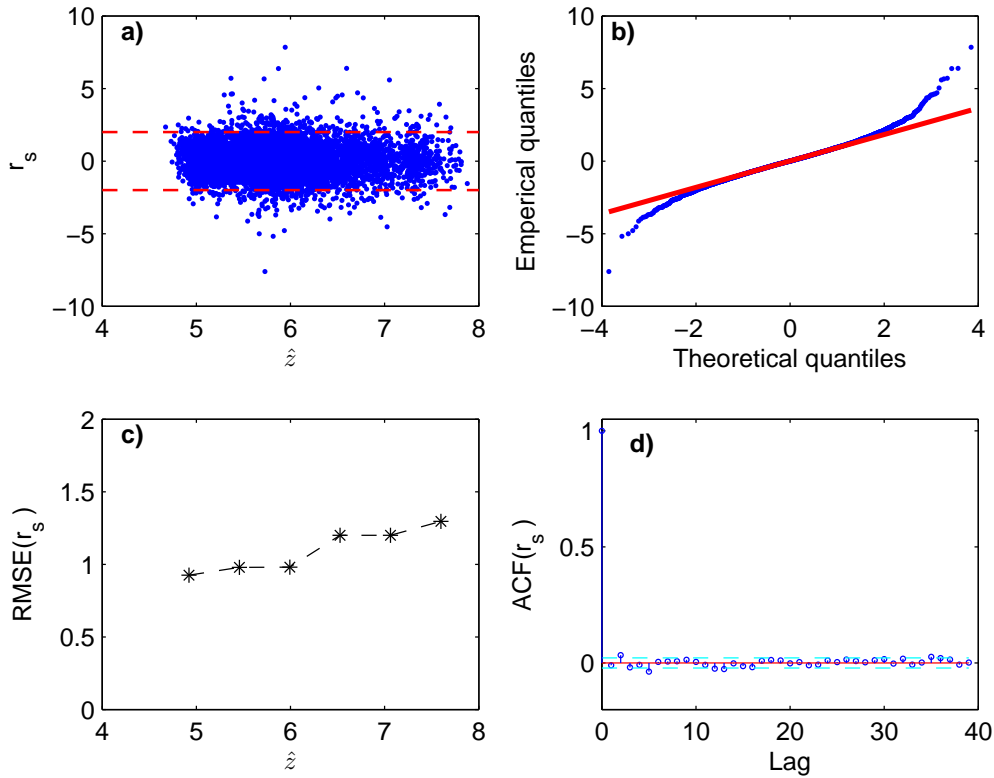 a)
10
5
0
−5
−10
r_s
4 5 6 7 8
ẑ
b)
10
5
0
−5
−10
Emperical quantiles
−4 −2 0 2 4
Theoretical quantiles
c)
2
1.5
1
0.5
0
RMSE(r_s)
4 5 6 7 8
ẑ
d)
1
0.5
0
ACF(r_s)
0 10 20 30 40
Lag